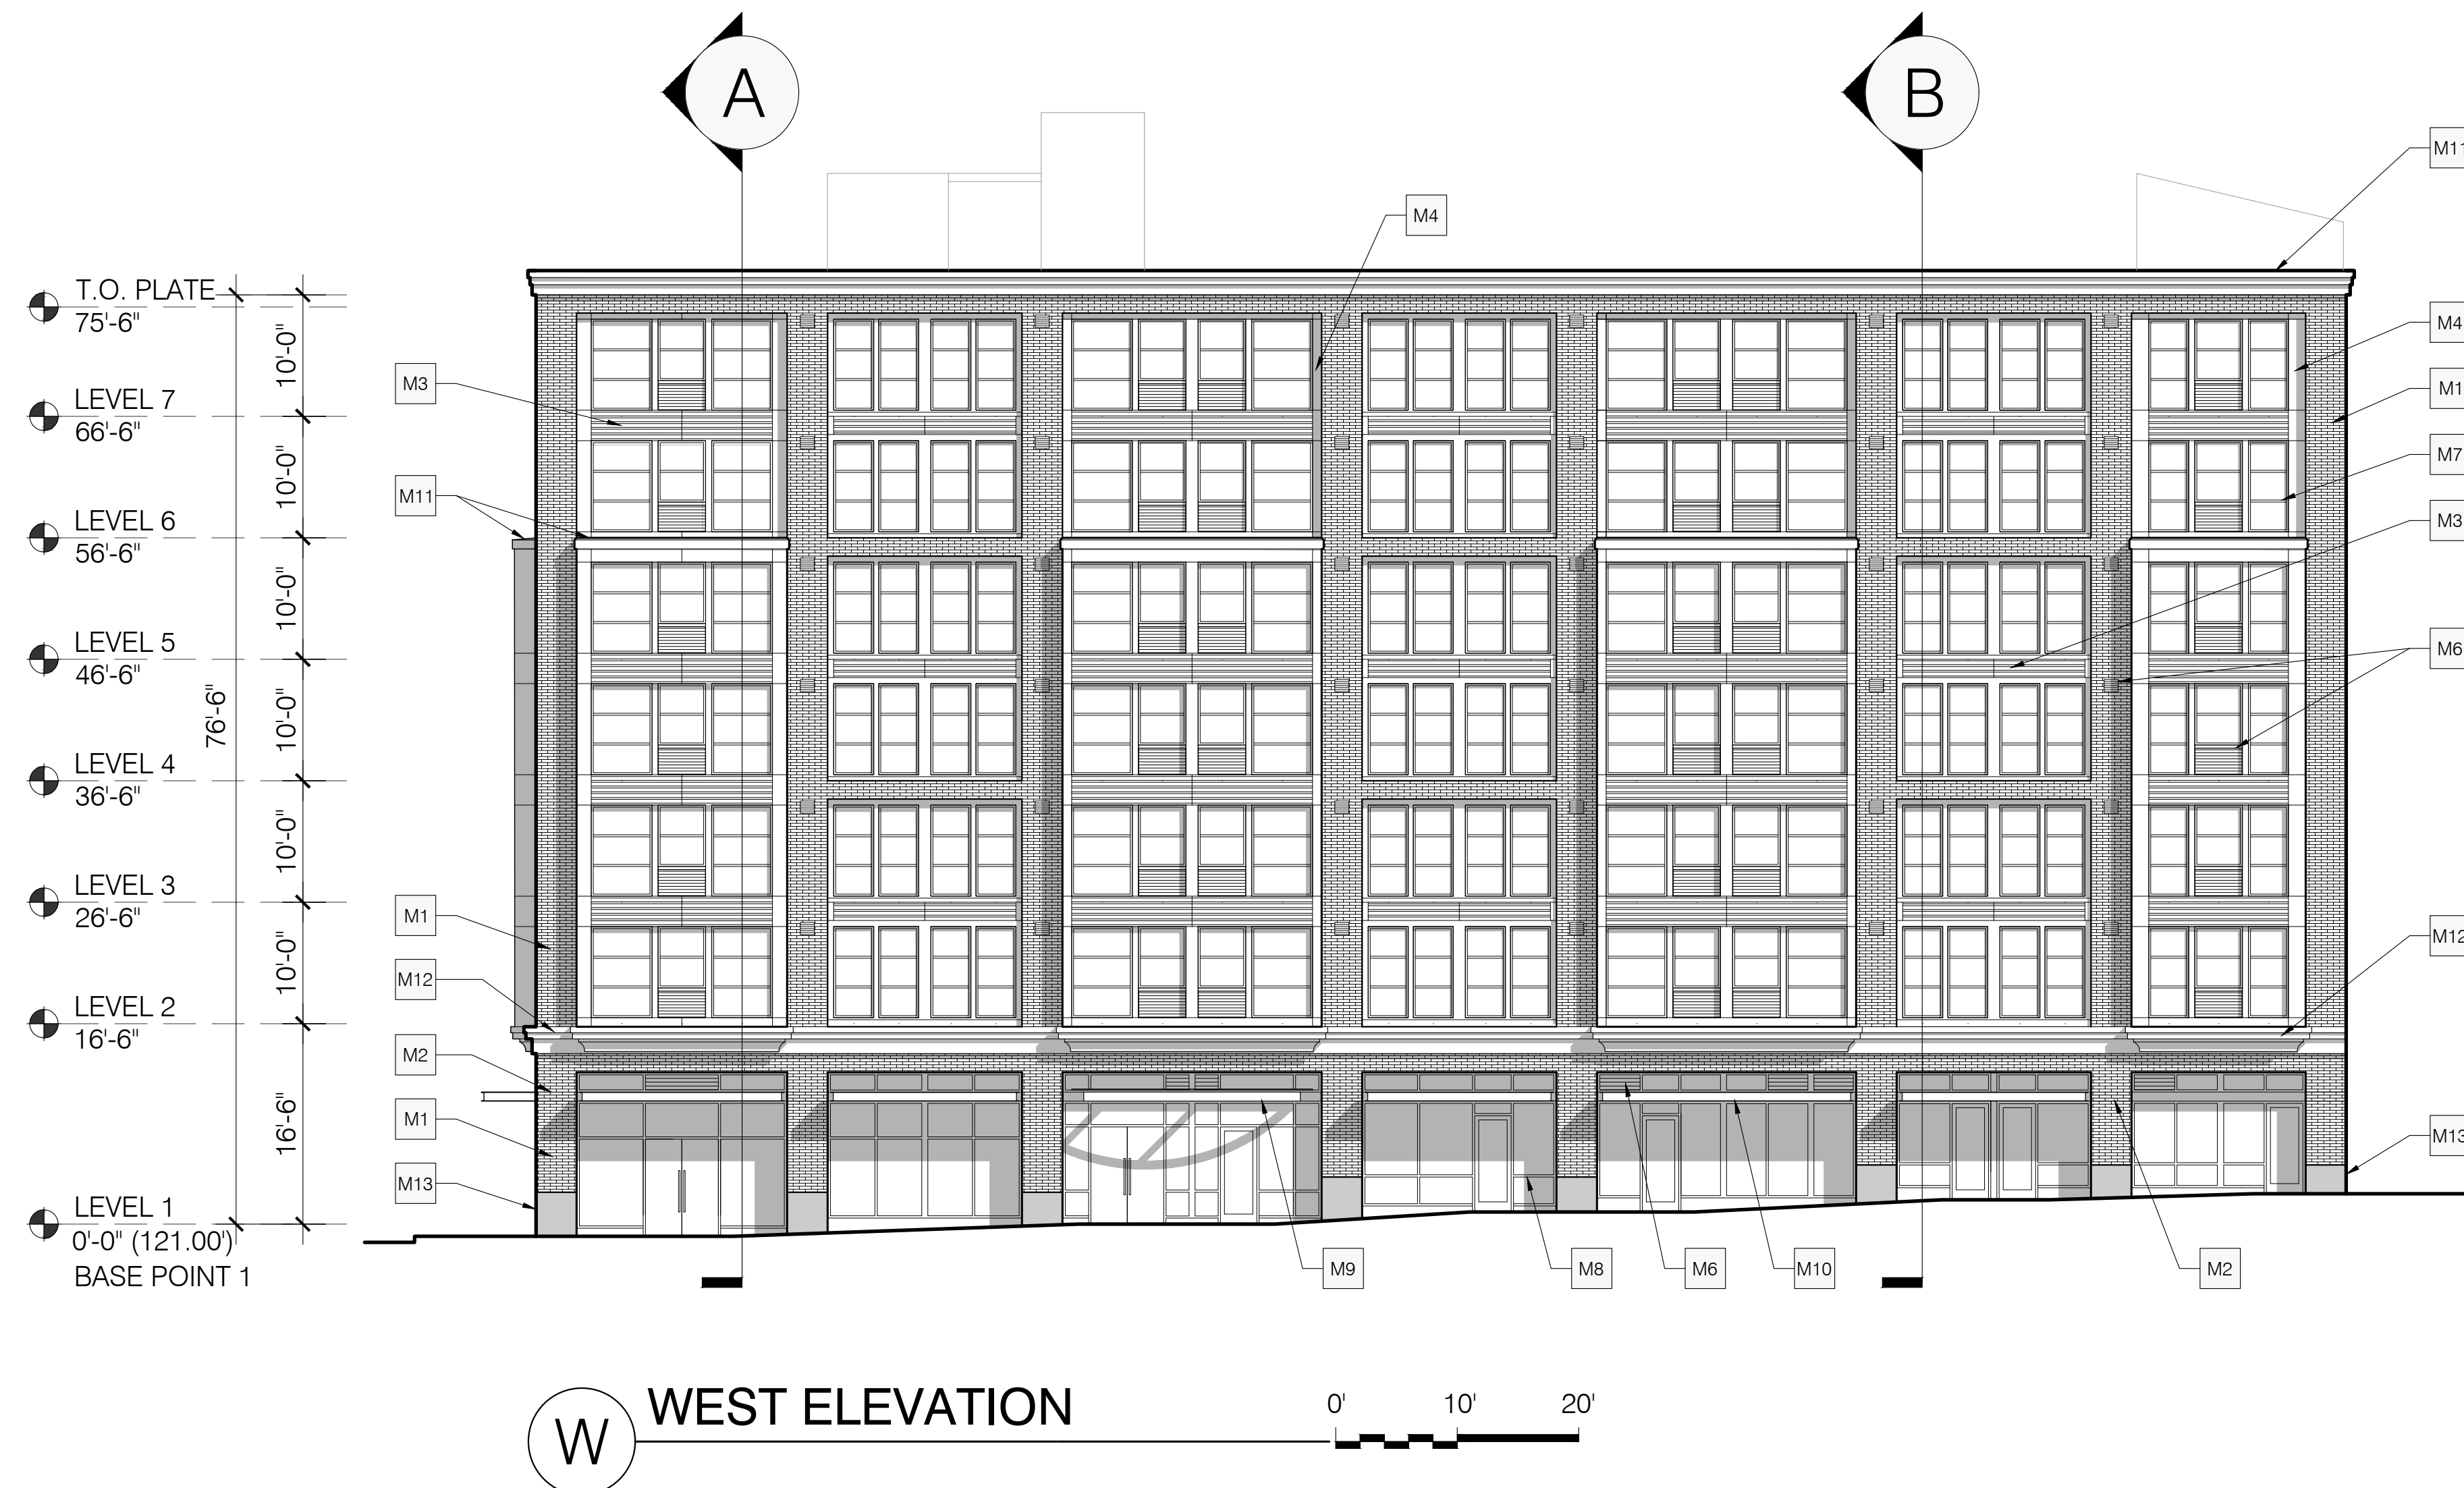 A
B
M11
M4
T.O. PLATE
75'-6"
10'-0"
M4
M3
M1
LEVEL 7
66'-6"
10'-0"
M7
M11
M3
LEVEL 6
56'-6"
10'-0"
LEVEL 5
46'-6"
M6
76'-6"
10'-0"
LEVEL 4
36'-6"
10'-0"
LEVEL 3
26'-6"
M1
M12
10'-0"
M12
LEVEL 2
16'-6"
M2
M1
16'-6"
M13
M13
LEVEL 1
0'-0" (121.00')
BASE POINT 1
M9
M8
M6
M10
M2
W
WEST ELEVATION
0'
10'
20'